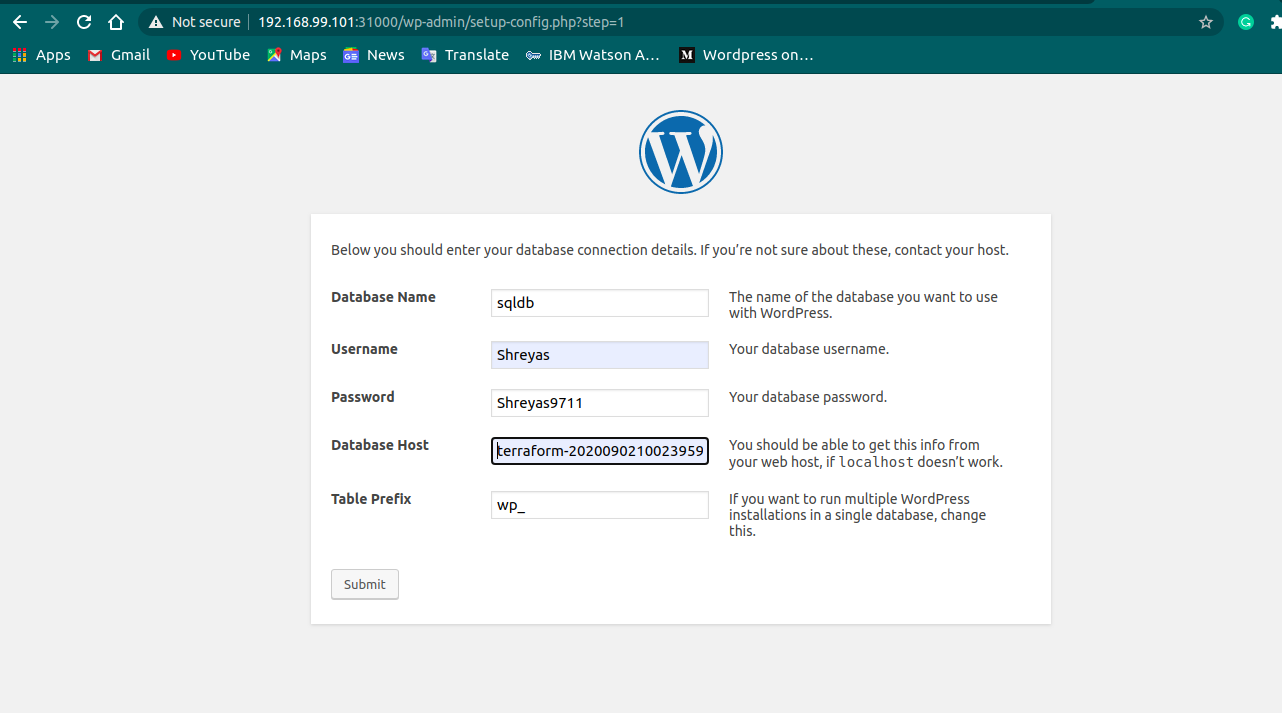 Not secure 192.168.99.101:31000/wp-admin/setup-config.php?step=1
Apps Gmail YouTube Maps News Translate IBM Watson A... Wordpress on...
Below you should enter your database connection details. If you’re not sure about these, contact your host.
Database Name sqldb The name of the database you want to use
with WordPress.
Username Shreyas Your database username.
Password Shreyas9711 Your database password.
Database Host terraform-2020090210023959 You should be able to get this info from
your web host, if localhost doesn’t work.
Table Prefix wp_ If you want to run multiple WordPress
installations in a single database, change
this.
Submit